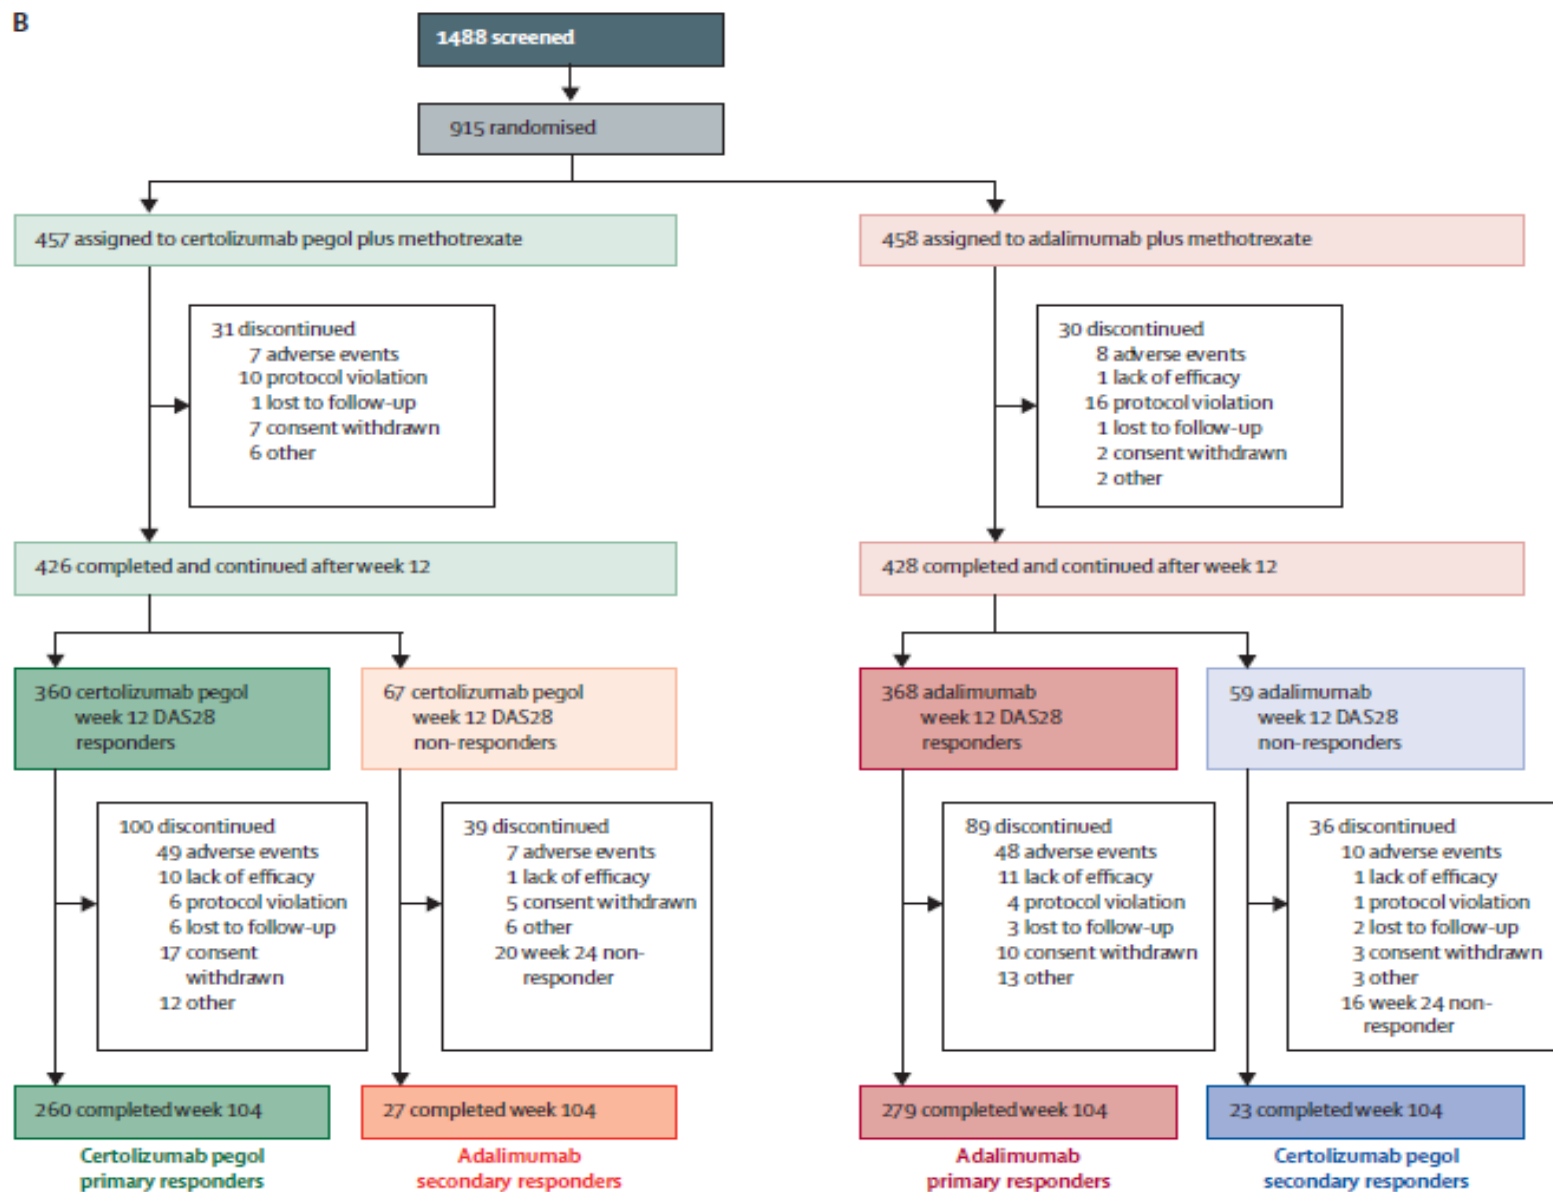 B
1488 screened
915 randomised
457 assigned to certolizumab pegol plus methotrexate
458 assigned to adalimumab plus methotrexate
31 discontinued
7 adverse events
10 protocol violation
1 lost to follow-up
7 consent withdrawn
6 other
30 discontinued
8 adverse events
1 lack of efficacy
16 protocol violation
1 lost to follow-up
2 consent withdrawn
2 other
426 completed and continued after week 12
428 completed and continued after week 12
360 certolizumab pegol
week 12 DAS28
responders
67 certolizumab pegol
week 12 DAS28
non-responders
368 adalimumab
week 12 DAS28
responders
59 adalimumab
week 12 DAS28
non-responders
100 discontinued
49 adverse events
10 lack of efficacy
6 protocol violation
6 lost to follow-up
17 consent
withdrawn
12 other
39 discontinued
7 adverse events
1 lack of efficacy
5 consent withdrawn
6 other
20 week 24 non-
responder
89 discontinued
48 adverse events
11 lack of efficacy
4 protocol violation
3 lost to follow-up
10 consent withdrawn
13 other
36 discontinued
10 adverse events
1 lack of efficacy
1 protocol violation
2 lost to follow-up
3 consent withdrawn
3 other
16 week 24 non-
responder
260 completed week 104
27 completed week 104
279 completed week 104
23 completed week 104
Certolizumab pegol
primary responders
Adalimumab
secondary responders
Adalimumab
primary responders
Certolizumab pegol
secondary responders